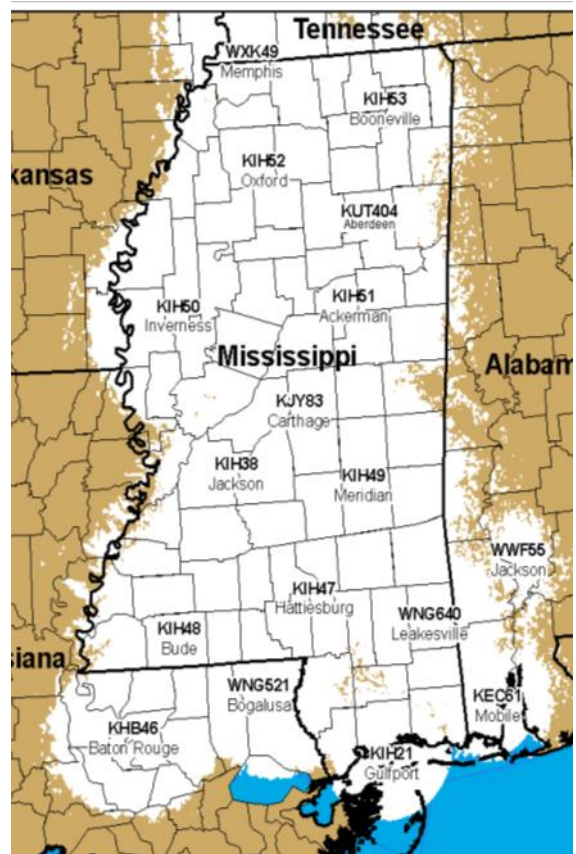 Tennessee
WXK49
Memphis
KIH53
Booneville
KIH52
Oxford
kansas
KUT404
Aberdeen
KIH50
Inverness
KIH51
Ackerman
Mississippi
Alabam
KJY83
Carthage
KIH38
Jackson
KIH49
Meridian
WWF55
Jackson
KIH47
Hattiesburg
WNG640
Leakesville
KIH48
Bude
siana
WNG521
Bogalusa
KEC61
Mobile
KHB46
Baton Rouge
KIH21
Gulfport